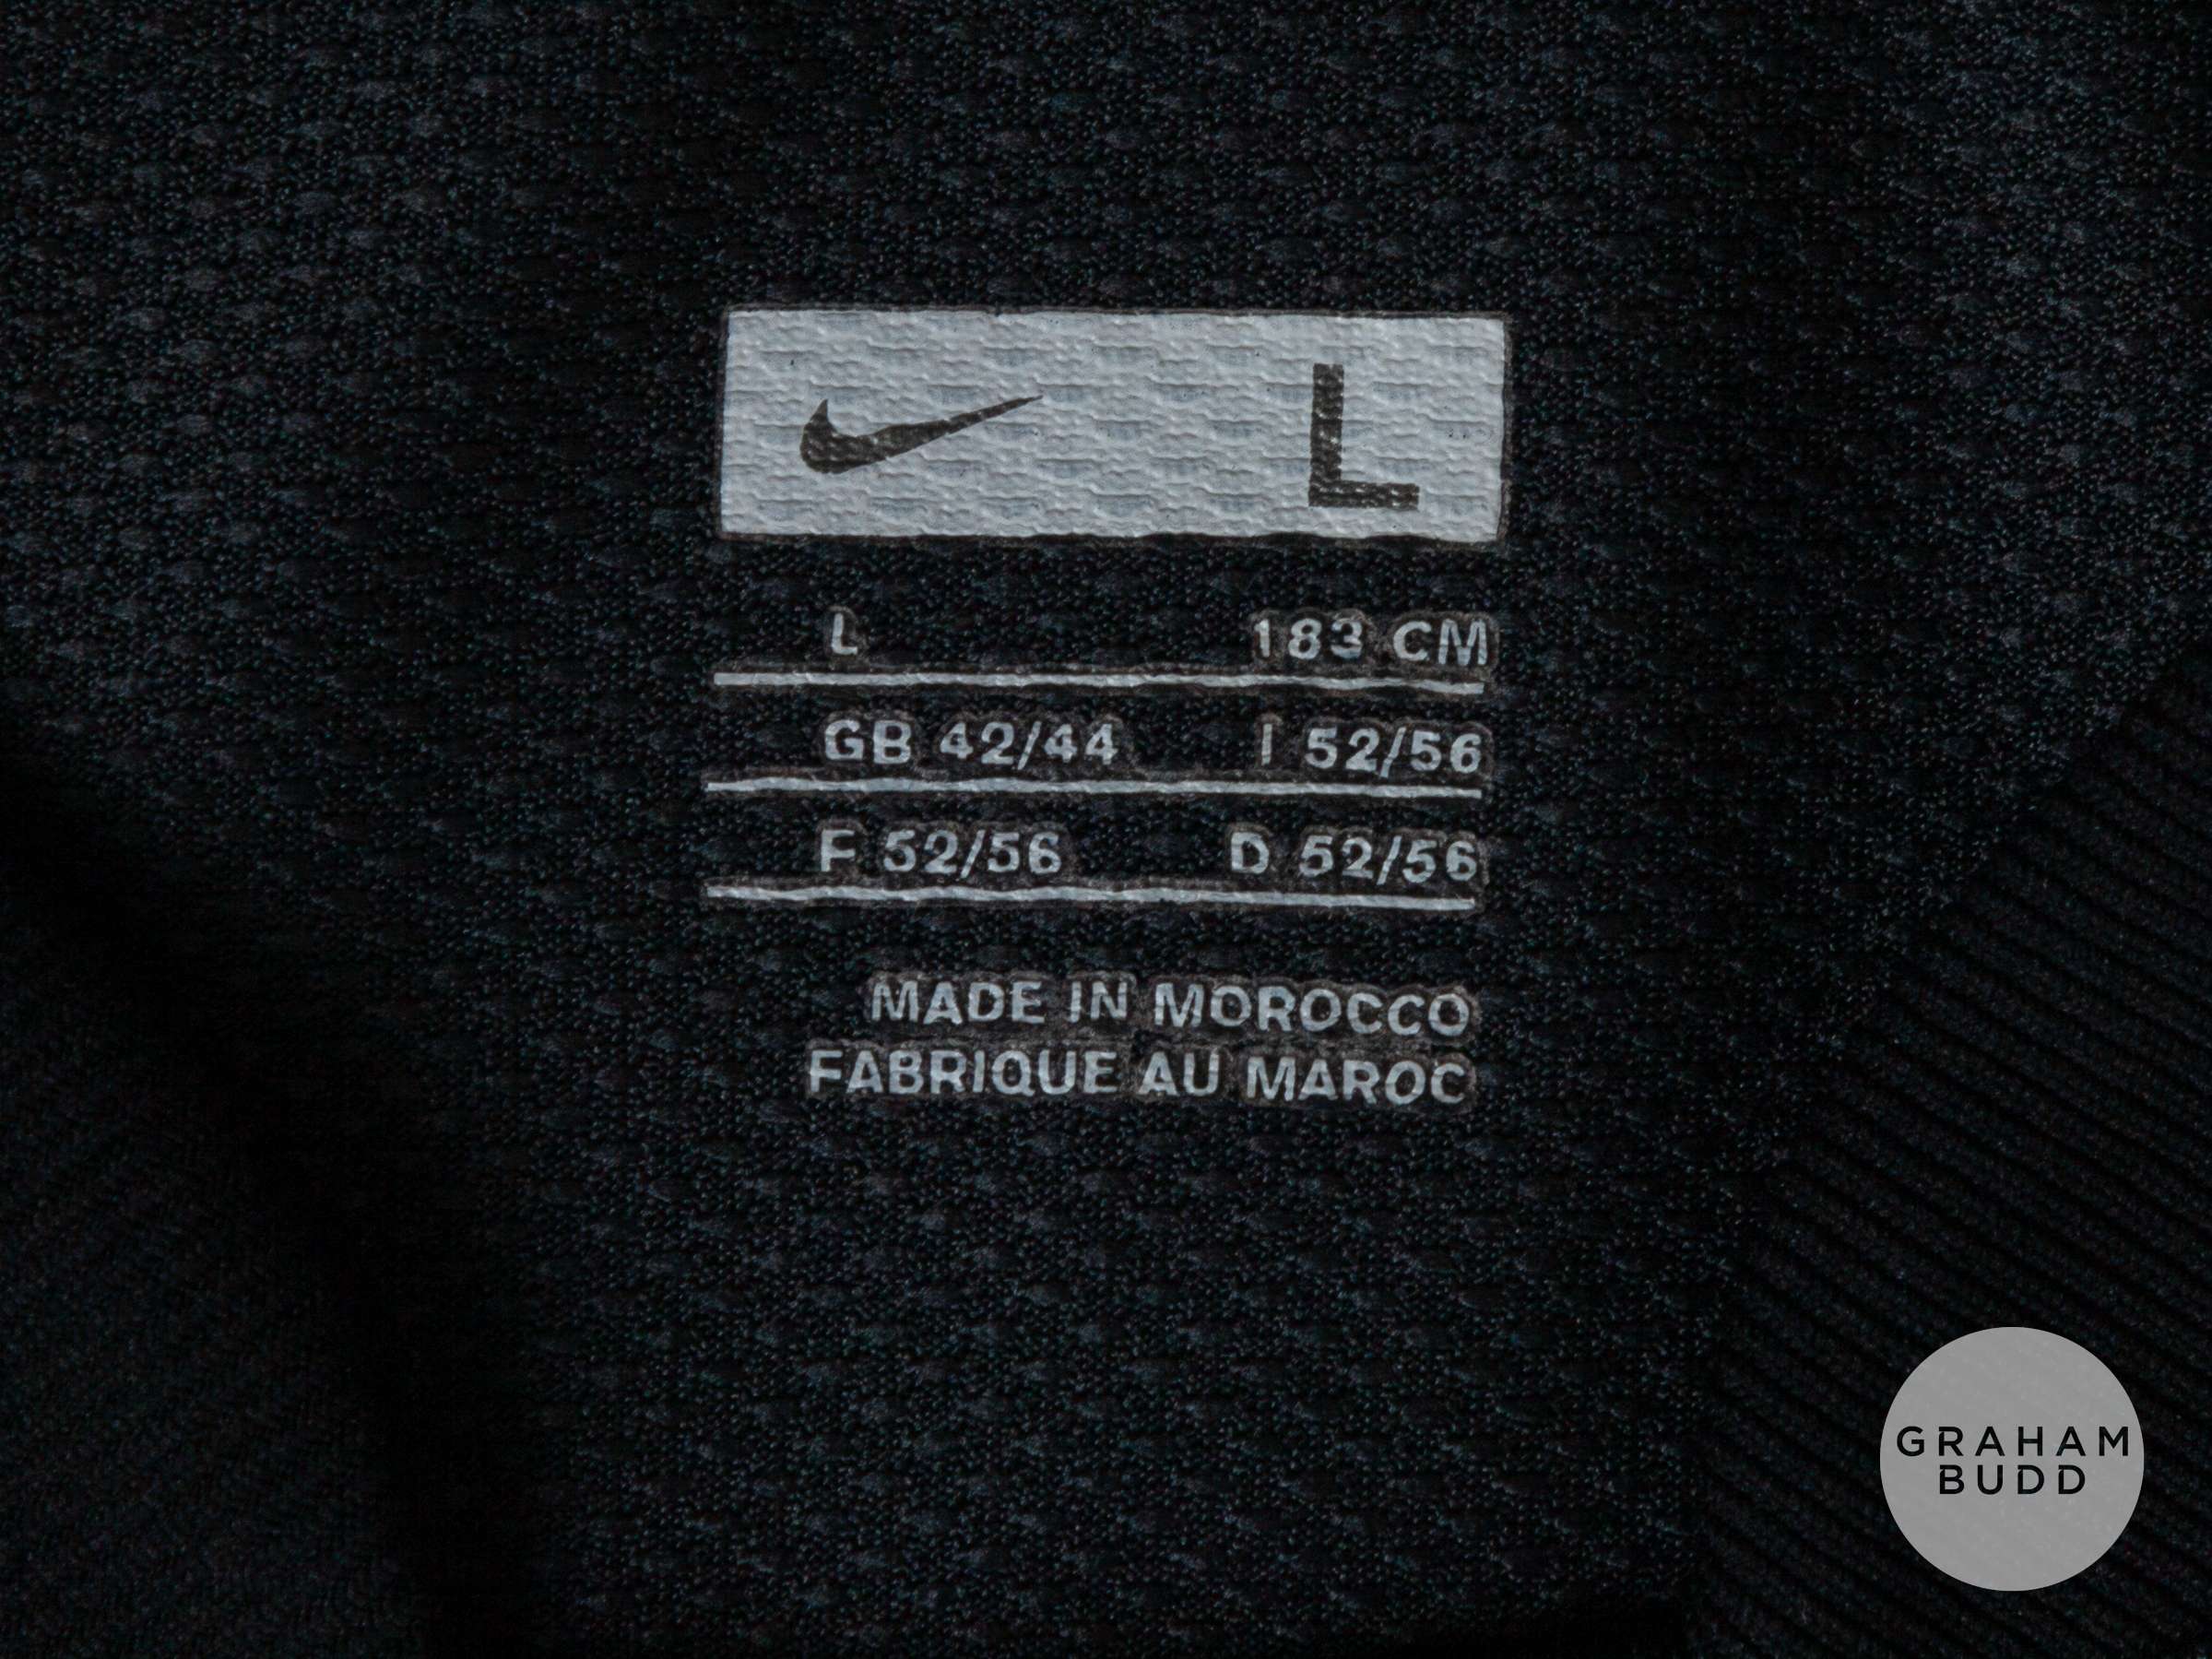 L
L 183 CM
GB 42/44 I 52/56
F 52/56 D 52/56
MADE IN MOROCCO
FABRIQUE AU MAROC
GRAHAM
BUDD